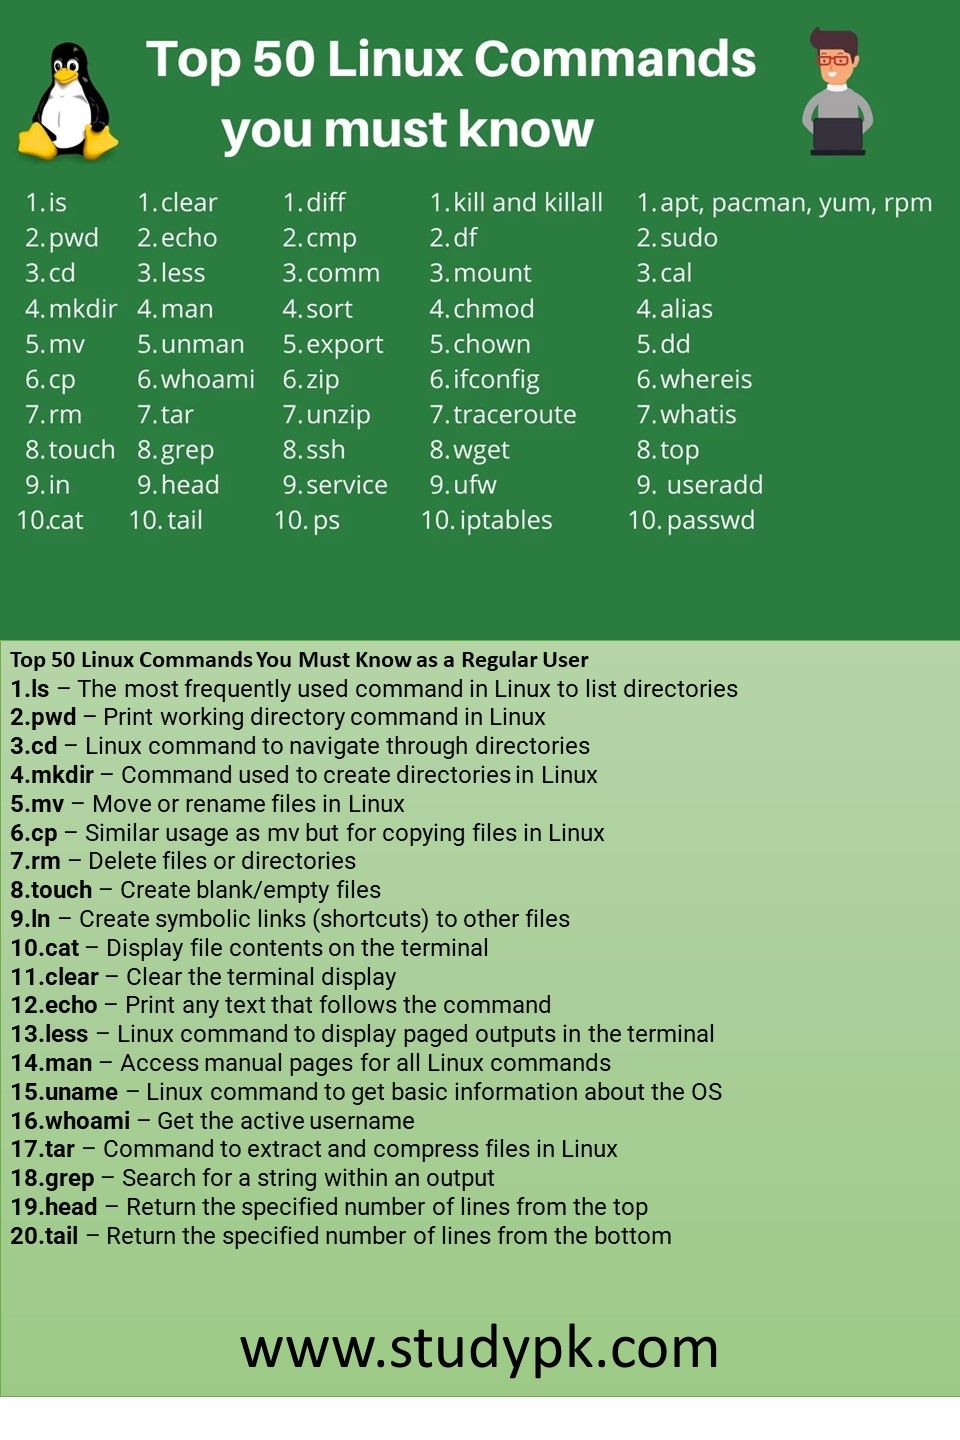 Top 50 Linux Commands
you must know
1. is
2. pwd
3. cd
4. mkdir
5. mv
6. cp
7. rm
8. touch
9. in
10. cat
1. clear
2. echo
3. less
4. man
5. unman
6. whoami
7. tar
8. grep
9. head
10. tail
1. diff
2. cmp
3. comm
4. sort
5. export
6. zip
7. unzip
8. ssh
9. service
10. ps
1. kill and killall
2. df
3. mount
4. chmod
5. chown
6. ifconfig
7. traceroute
8. wget
9. ufw
10. iptables
1. apt, pacman, yum, rpm
2. sudo
3. cal
4. alias
5. dd
6. whereis
7. whatis
8. top
9. useradd
10. passwd
Top 50 Linux Commands You Must Know as a Regular User
1.ls – The most frequently used command in Linux to list directories
2.pwd – Print working directory command in Linux
3.cd – Linux command to navigate through directories
4.mkdir – Command used to create directories in Linux
5.mv – Move or rename files in Linux
6.cp – Similar usage as mv but for copying files in Linux
7.rm – Delete files or directories
8.touch – Create blank/empty files
9.ln – Create symbolic links (shortcuts) to other files
10.cat – Display file contents on the terminal
11.clear – Clear the terminal display
12.echo – Print any text that follows the command
13.less – Linux command to display paged outputs in the terminal
14.man – Access manual pages for all Linux commands
15.uname – Linux command to get basic information about the OS
16.whoami – Get the active username
17.tar – Command to extract and compress files in Linux
18.grep – Search for a string within an output
19.head – Return the specified number of lines from the top
20.tail – Return the specified number of lines from the bottom
www.studypk.com